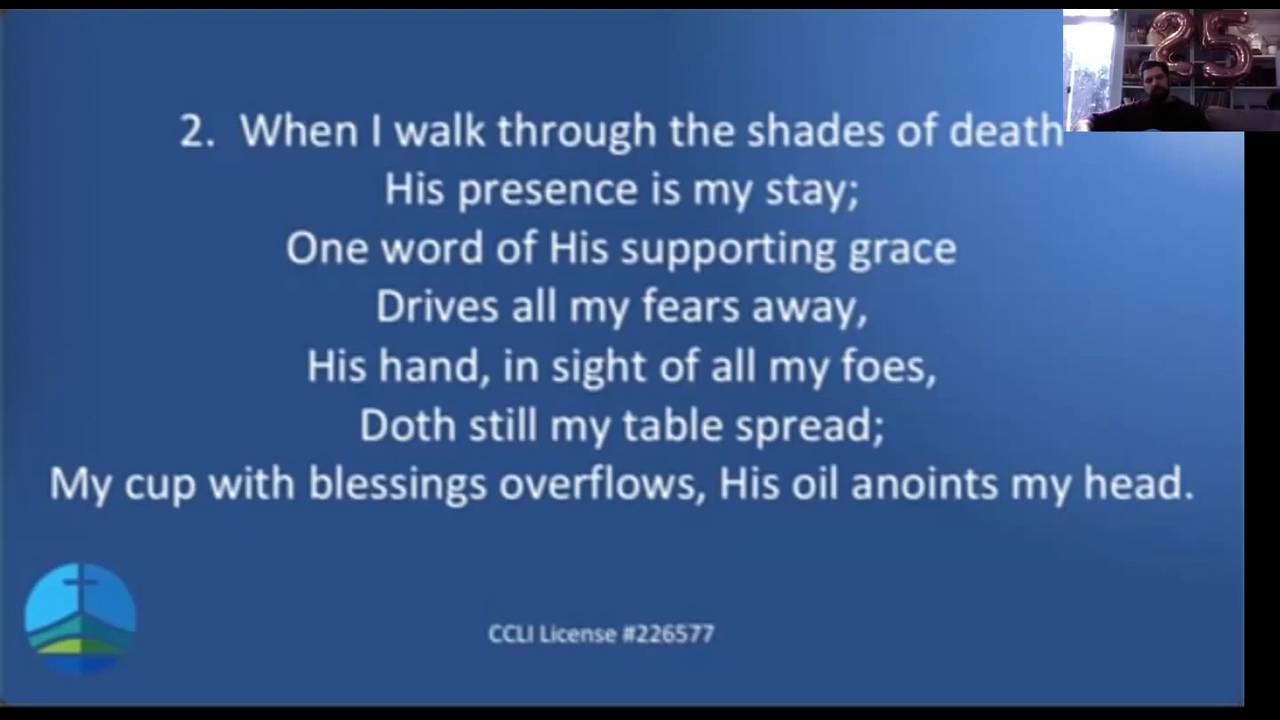 25
2. When I walk through the shades of death
His presence is my stay;
One word of His supporting grace
Drives all my fears away,
His hand, in sight of all my foes,
Doth still my table spread;
My cup with blessings overflows, His oil anoints my head.
CCLI License #226577